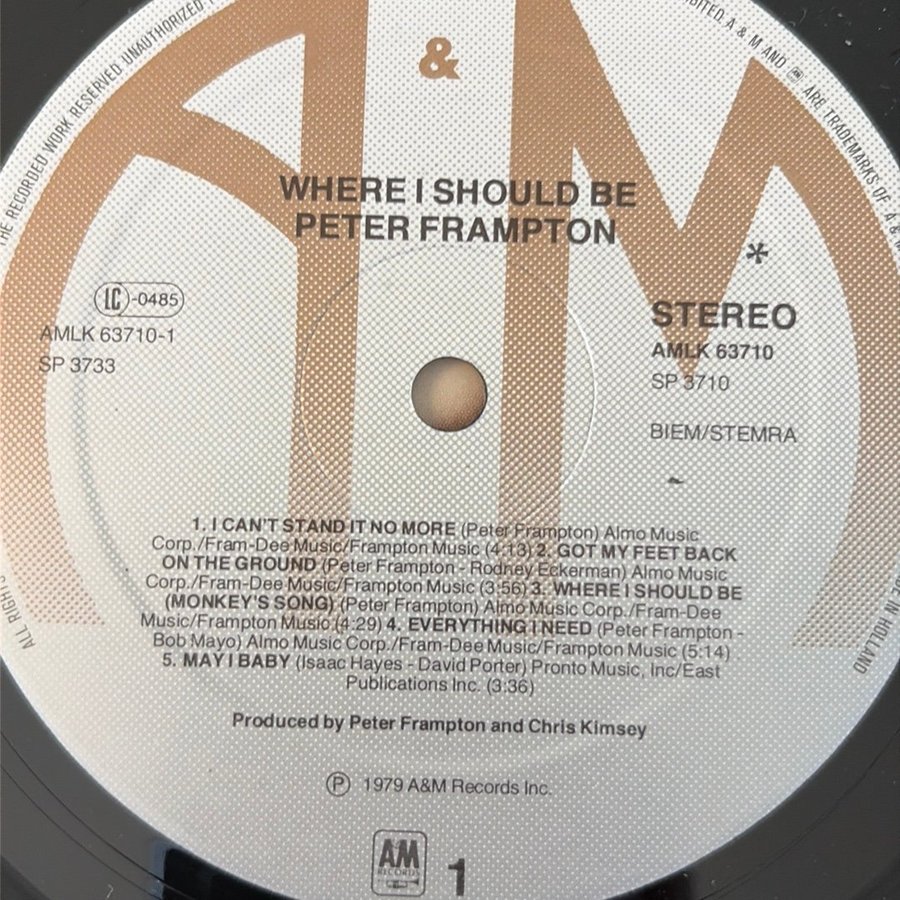 THE RECORDED WORK RESERVED. UNAUTHORIZED
BITED. A & M AND ARE TRADEMARKS OF A & M
A&M
WHERE I SHOULD BE
PETER FRAMPTON
*
LC-0485
AMLK 63710-1
SP 3733
STEREO
AMLK 63710
SP 3710
BIEM/STEMRA
1. I CAN'T STAND IT NO MORE (Peter Frampton) Almo Music
Corp./Fram-Dee Music/Frampton Music (4:13) 2. GOT MY FEET BACK
ON THE GROUND (Peter Frampton - Rodney Eckerman) Almo Music
Corp./Fram-Dee Music/Frampton Music (3:56) 3. WHERE I SHOULD BE
(MONKEY'S SONG) (Peter Frampton) Almo Music Corp./Fram-Dee
Music/Frampton Music (4:29) 4. EVERYTHING I NEED (Peter Frampton -
Bob Mayo) Almo Music Corp./Fram-Dee Music/Frampton Music (5:14)
5. MAY I BABY (Isaac Hayes - David Porter) Pronto Music, Inc/East
Publications Inc. (3:36)
Produced by Peter Frampton and Chris Kimsey
℗ 1979 A&M Records Inc.
ALL RIGHTS
IN HOLLAND
AM
RECORDS
1